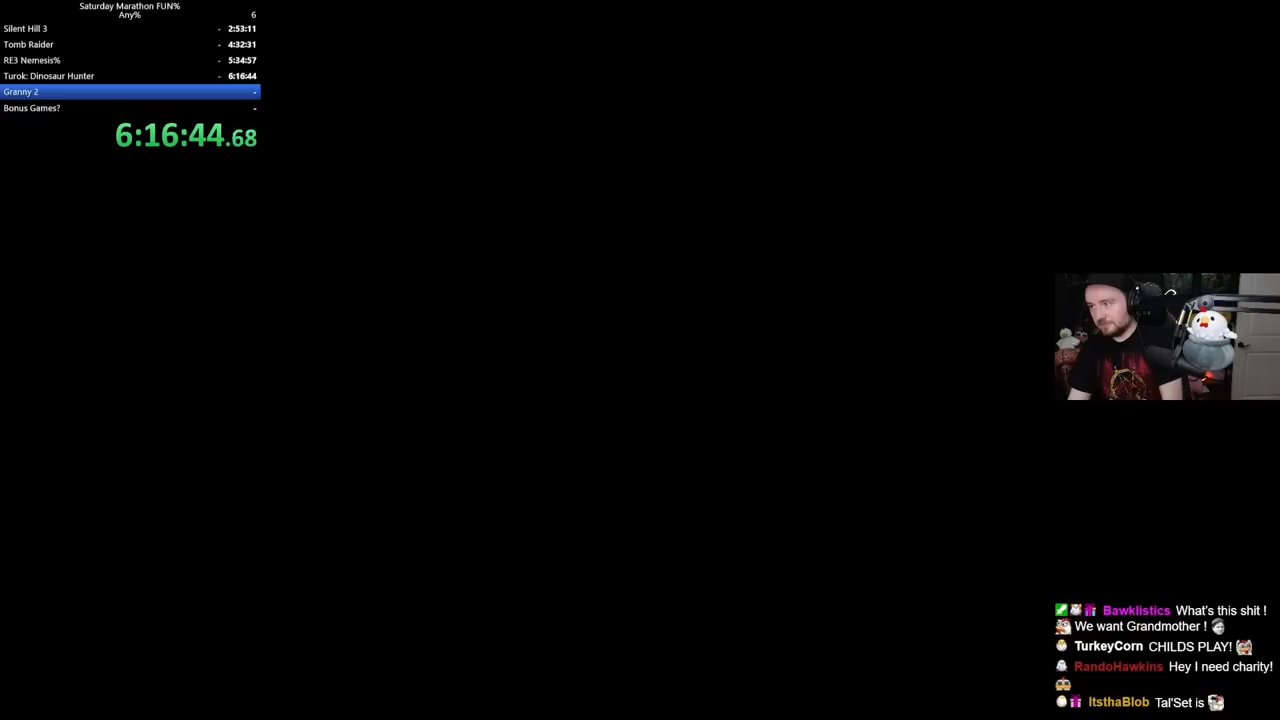 Saturday Marathon FUN%
Any% 6
Silent Hill 3 - 2:53:11
Tomb Raider - 4:32:31
RE3 Nemesis% - 5:34:57
Turok: Dinosaur Hunter - 6:16:44
Granny 2 -
Bonus Games? -
6:16:44.68
Bawklistics What's this shit !
We want Grandmother !
TurkeyCorn CHILDS PLAY!
RandoHawkins Hey I need charity!
ItsthaBlob Tal'Set is